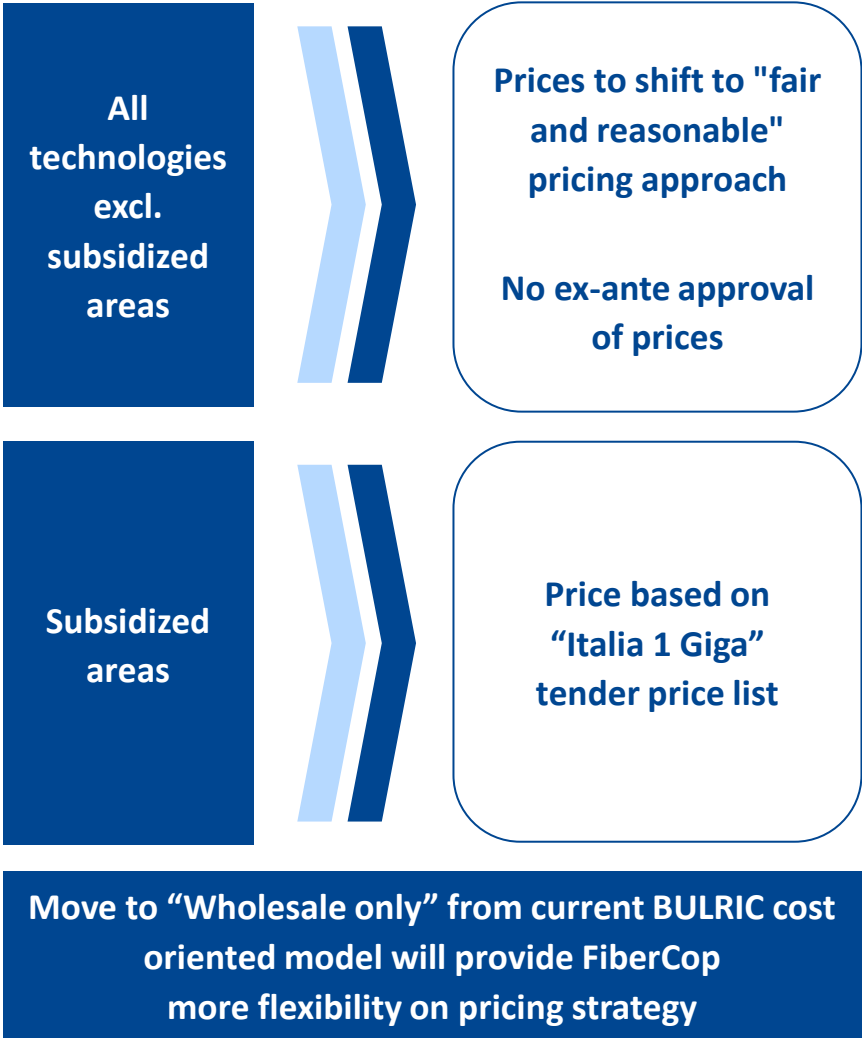 All
technologies
excl.
subsidized
areas
Prices to shift to "fair
and reasonable"
pricing approach
No ex-ante approval
of prices
Subsidized
areas
Price based on
“Italia 1 Giga”
tender price list
Move to “Wholesale only” from current BULRIC cost
oriented model will provide FiberCop
more flexibility on pricing strategy